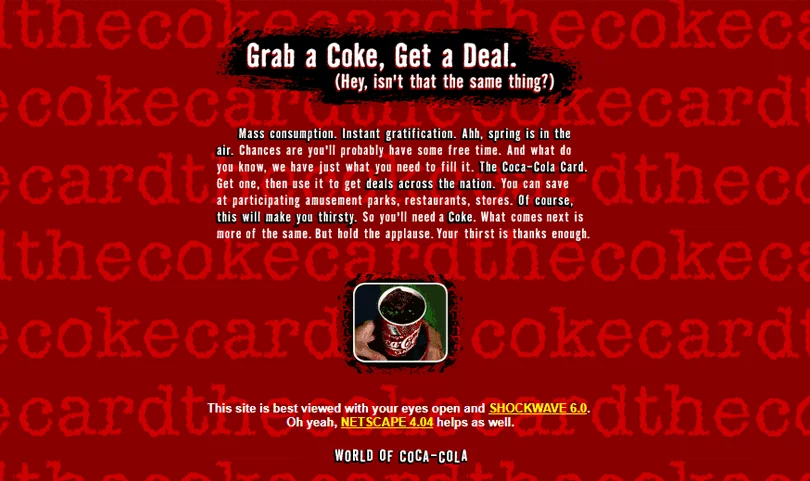 thecokecardthecokecard
Grab a Coke, Get a Deal.
(Hey, isn't that the same thing?)
Mass consumption. Instant gratification. Ahh, spring is in the
air. Chances are you'll probably have some free time. And what do
you know, we have just what you need to fill it. The Coca-Cola Card.
Get one, then use it to get deals across the nation. You can save
at participating amusement parks, restaurants, stores. Of course,
this will make you thirsty. So you'll need a Coke. What comes next is
more of the same. But hold the applause. Your thirst is thanks enough.
This site is best viewed with your eyes open and SHOCKWAVE 6.0.
Oh yeah, NETSCAPE 4.04 helps as well.
WORLD OF COCA-COLA